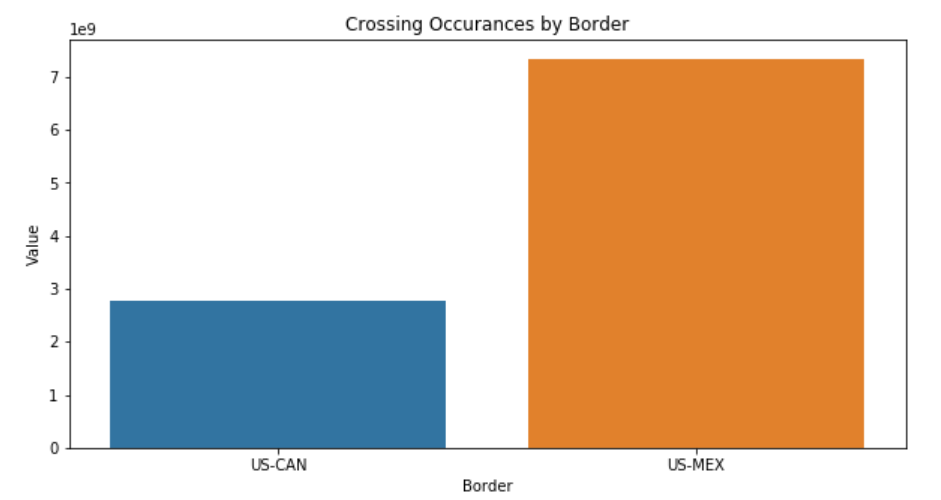 Crossing Occurances by Border
1e9
7
6
5
4
3
2
1
0
Value
US-CAN
US-MEX
Border